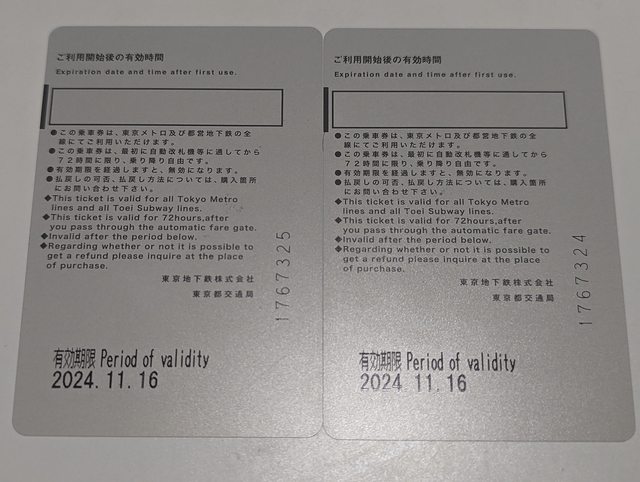 ご利用開始後の有効時間
Expiration date and time after first use.
●この乗車券は、東京メトロ及び都営地下鉄の全
線にてご利用いただけます。
●この乗車券は、最初に自動改札機等に通してから
72時間に限り、乗り降り自由です。
●有効期限を経過しますと、無効になります。
●払戻しの可否、払戻し方法については、購入箇所
にお問い合わせ下さい。
◆This ticket is valid for all Tokyo Metro
lines and all Toei Subway lines.
◆This ticket is valid for 72hours,after
you pass through the automatic fare gate.
◆Invalid after the period below.
◆Regarding whether or not it is possible to
get a refund please inquire at the place
of purchase.
東京地下鉄株式会社
東京都交通局
1767325
有効期限 Period of validity
2024.11.16
ご利用開始後の有効時間
Expiration date and time after first use.
●この乗車券は、東京メトロ及び都営地下鉄の全
線にてご利用いただけます。
●この乗車券は、最初に自動改札機等に通してから
72時間に限り、乗り降り自由です。
●有効期限を経過しますと、無効になります。
●払戻しの可否、払戻し方法については、購入箇所
にお問い合わせ下さい。
◆This ticket is valid for all Tokyo Metro
lines and all Toei Subway lines.
◆This ticket is valid for 72hours,after
you pass through the automatic fare gate.
◆Invalid after the period below.
◆Regarding whether or not it is possible to
get a refund please inquire at the place
of purchase.
東京地下鉄株式会社
東京都交通局
1767324
有効期限 Period of validity
2024.11.16